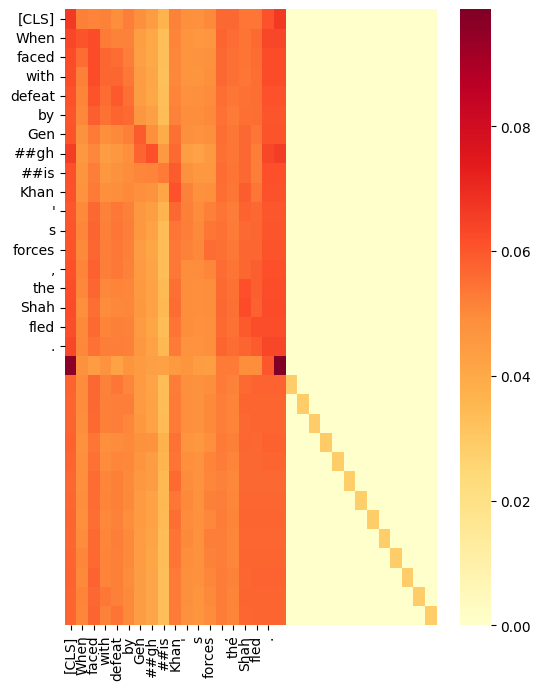 [CLS]
When
faced
with
defeat
by
Gen
##gh
##is
Khan
'
s
forces
,
the
Shah
fled
.
0.08
0.06
0.04
0.02
0.00
[CLS] When faced with defeat by Gen ##gh ##is Khan ' s forces , the Shah fled .